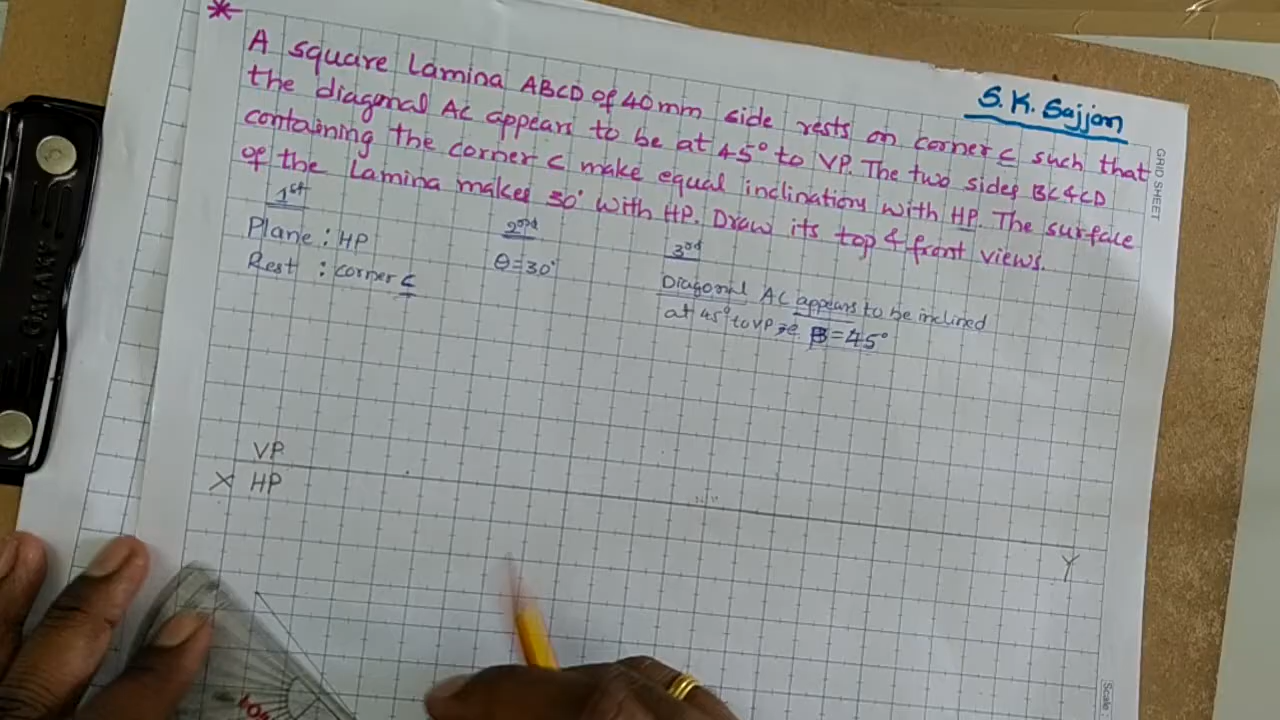 *
A square Lamina ABCD of 40mm side rests on corner C such that
the diagonal AC appears to be at 45° to VP. The two sides BC & CD
containing the corner C make equal inclinations with HP. The surface
of the Lamina makes 30° with HP. Draw its top & front views.
S. K. Sajjan
GRID SHEET
GALAXY
1st
Plane : HP
Rest : corner C
2nd
θ = 30°
3rd
Diagonal AC appears to be inclined
at 45° to VP ie. β = 45°
VP
X HP
Y
Scale